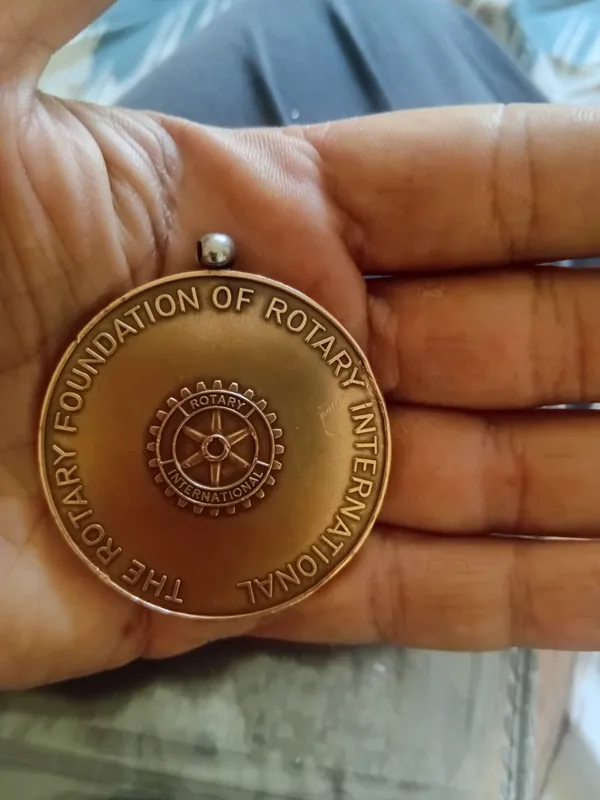 THE ROTARY FOUNDATION OF ROTARY INTERNATIONAL
ROTARY
INTERNATIONAL